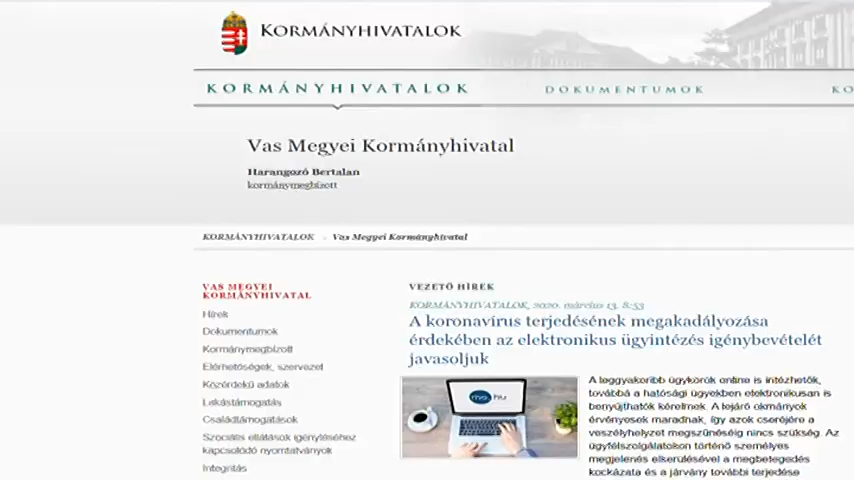 KORMÁNYHIVATALOK
KORMÁNYHIVATALOK DOKUMENTUMOK KO
Vas Megyei Kormányhivatal
Harangozó Bertalan
kormánymegbízott
KORMÁNYHIVATALOK Vas Megyei Kormányhivatal
VAS MEGYEI
KORMÁNYHIVATAL
Hírek
Dokumentumok
Kormánymegbízott
Elérhetőségek, szervezet
Közérdekű adatok
Lakástámogatás
Családtámogatások
Szociális ellátások igényléséhez
kapcsolódó nyomtatványok
Integritás
VEZETŐ HÍREK
KORMÁNYHIVATALOK, 2020. március 13. 8:53
A koronavírus terjedésének megakadályozása
érdekében az elektronikus ügyintézés igénybevételét
javasoljuk
mo.hu
A leggyakoribb ügykörök online is intézhetők,
továbbá a hatósági ügyekben elektronikusan is
benyújthatók kérelmek. A lejáró okmányok
érvényesek maradnak, így azok cseréjére a
veszélyhelyzet megszűnéséig nincs szükség. Az
ügyfélszolgálatokon történő személyes
megjelenés elkerülésével a megbetegedés
kockázata és a járvány további terjedése